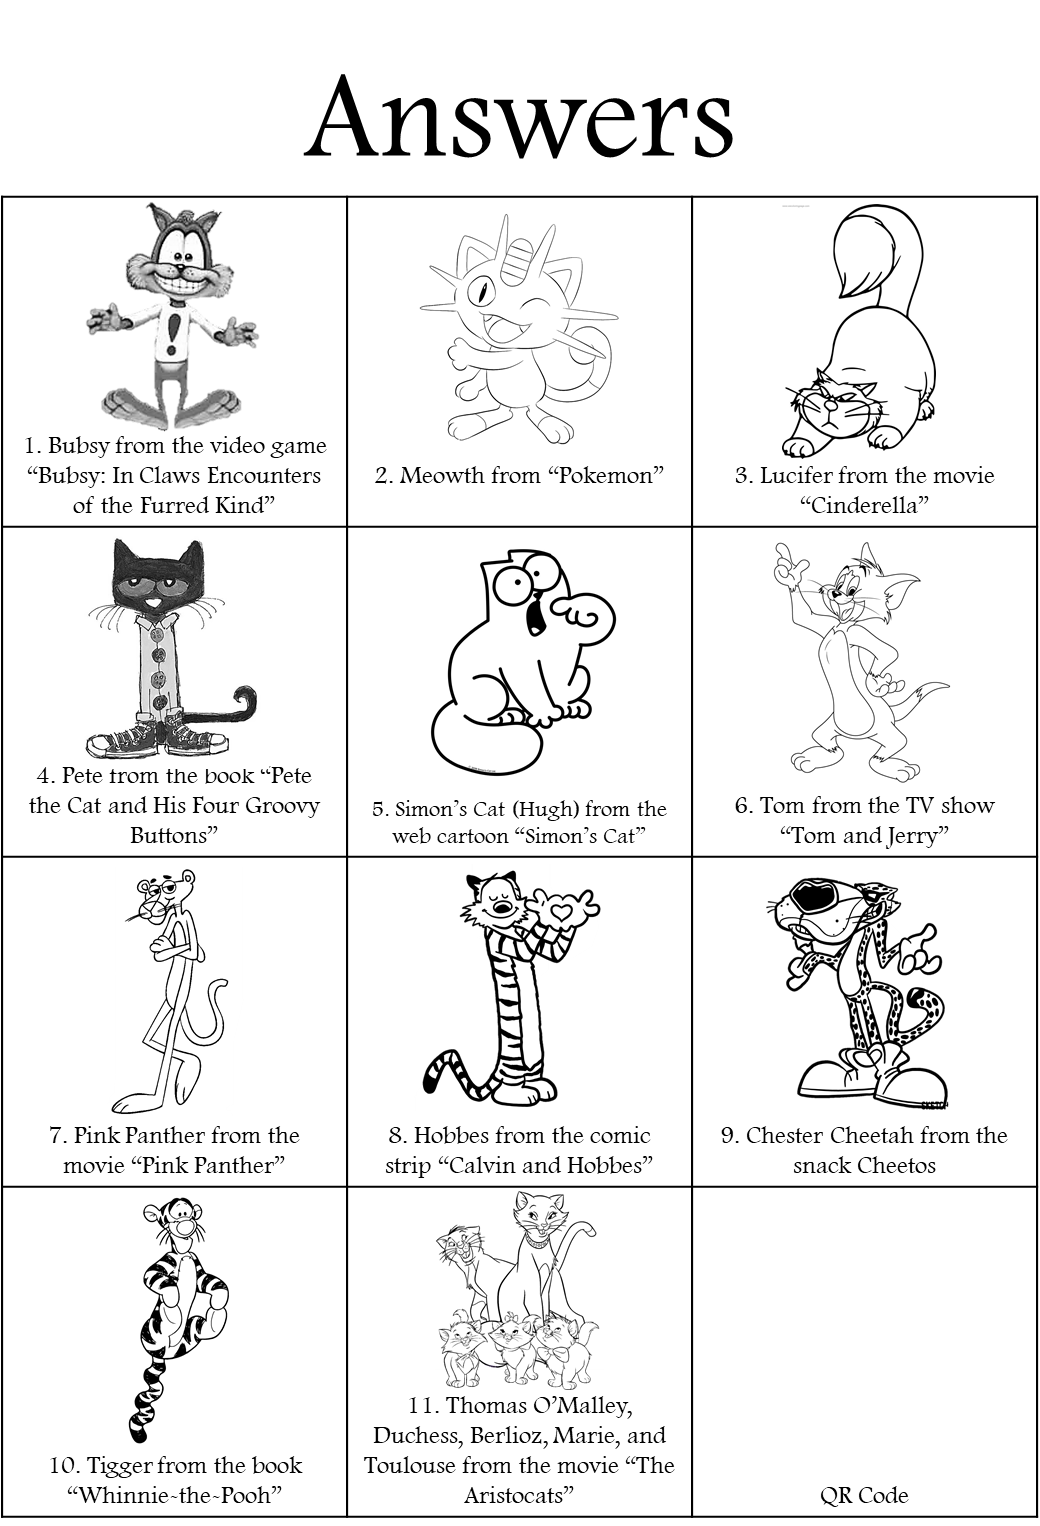 Answers
1. Bubsy from the video game
“Bubsy: In Claws Encounters
of the Furred Kind”
2. Meowth from “Pokemon”
3. Lucifer from the movie
“Cinderella”
4. Pete from the book “Pete
the Cat and His Four Groovy
Buttons”
5. Simon’s Cat (Hugh) from the
web cartoon “Simon’s Cat”
6. Tom from the TV show
“Tom and Jerry”
7. Pink Panther from the
movie “Pink Panther”
8. Hobbes from the comic
strip “Calvin and Hobbes”
SKETCH
9. Chester Cheetah from the
snack Cheetos
10. Tigger from the book
“Whinnie-the-Pooh”
11. Thomas O’Malley,
Duchess, Berlioz, Marie, and
Toulouse from the movie “The
Aristocats”
QR Code